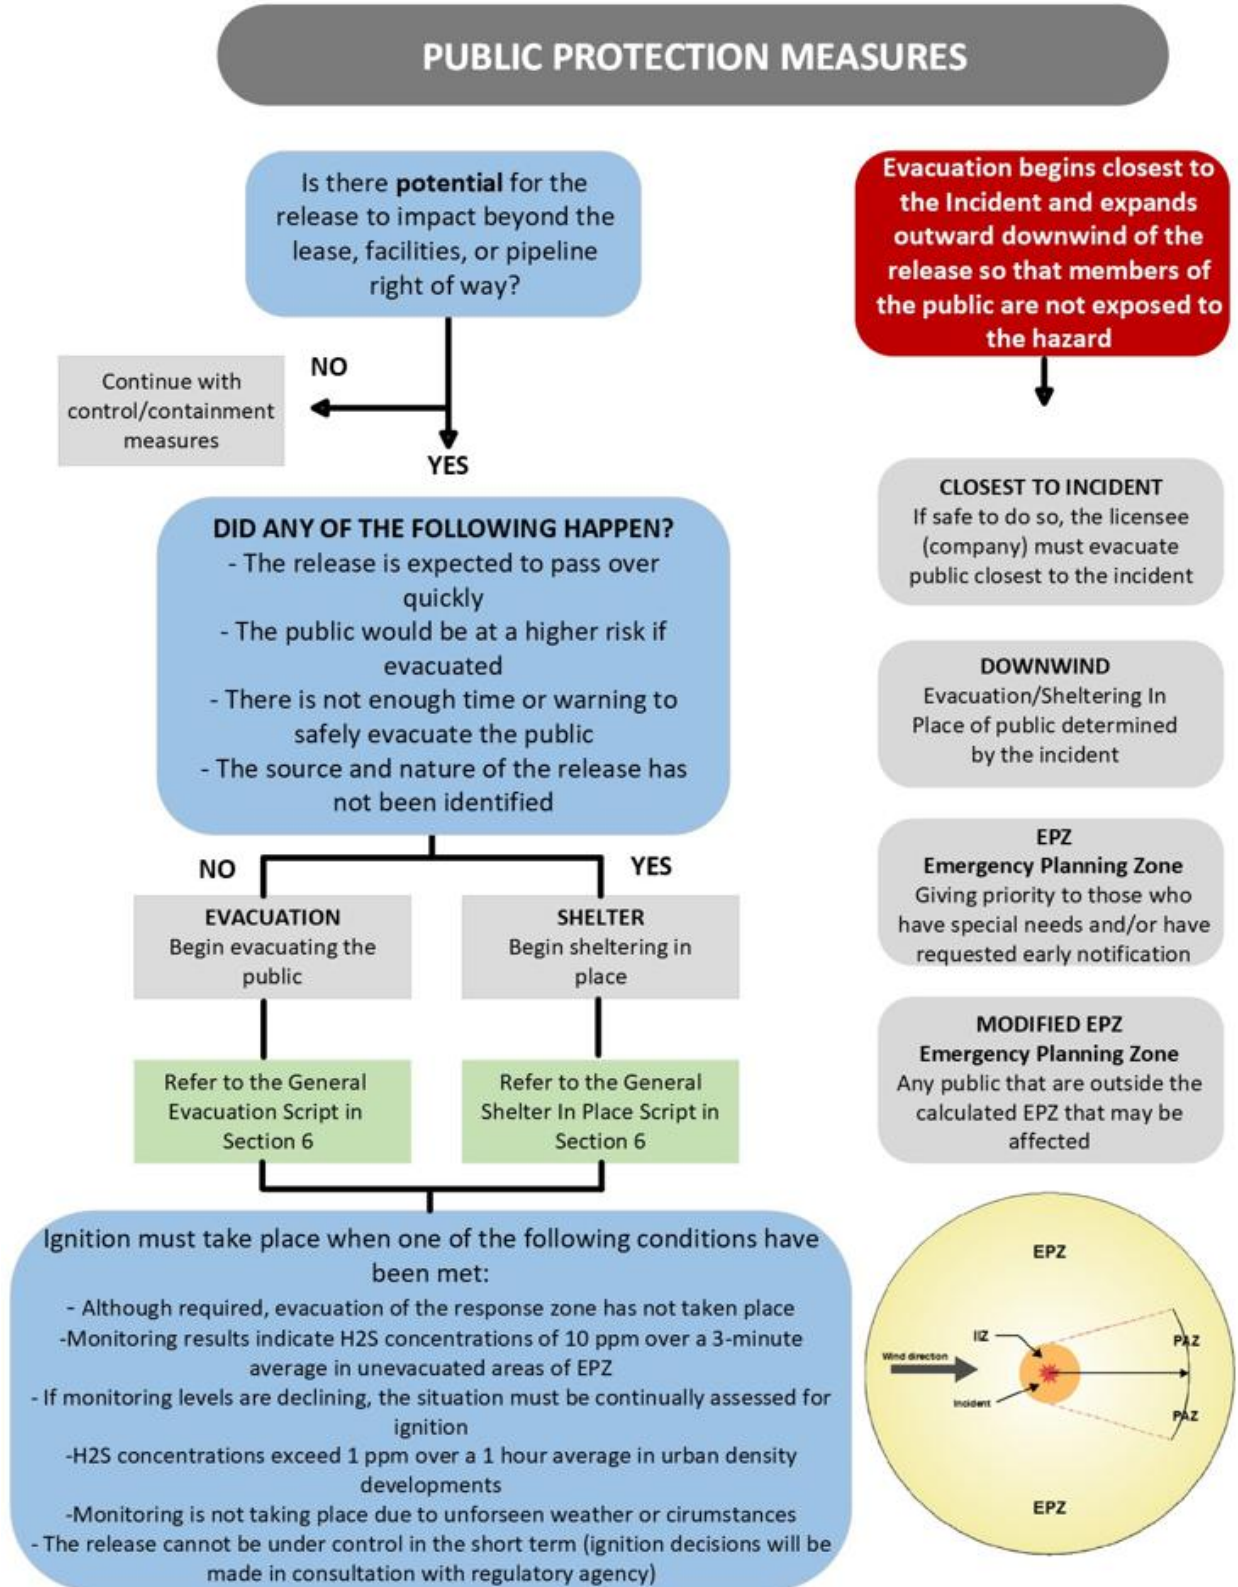 PUBLIC PROTECTION MEASURES
Is there potential for the
release to impact beyond the
lease, facilities, or pipeline
right of way?
NO
Continue with
control/containment
measures
YES
DID ANY OF THE FOLLOWING HAPPEN?
- The release is expected to pass over
quickly
- The public would be at a higher risk if
evacuated
- There is not enough time or warning to
safely evacuate the public
- The source and nature of the release has
not been identified
NO
YES
EVACUATION
Begin evacuating the
public
SHELTER
Begin sheltering in
place
Refer to the General
Evacuation Script in
Section 6
Refer to the General
Shelter In Place Script in
Section 6
Ignition must take place when one of the following conditions have
been met:
- Although required, evacuation of the response zone has not taken place
-Monitoring results indicate H2S concentrations of 10 ppm over a 3-minute
average in unevacuated areas of EPZ
- If monitoring levels are declining, the situation must be continually assessed for
ignition
-H2S concentrations exceed 1 ppm over a 1 hour average in urban density
developments
-Monitoring is not taking place due to unforseen weather or cirumstances
- The release cannot be under control in the short term (ignition decisions will be
made in consultation with regulatory agency)
Evacuation begins closest to
the Incident and expands
outward downwind of the
release so that members of
the public are not exposed to
the hazard
CLOSEST TO INCIDENT
If safe to do so, the licensee
(company) must evacuate
public closest to the incident
DOWNWIND
Evacuation/Sheltering In
Place of public determined
by the incident
EPZ
Emergency Planning Zone
Giving priority to those who
have special needs and/or have
requested early notification
MODIFIED EPZ
Emergency Planning Zone
Any public that are outside the
calculated EPZ that may be
affected
EPZ
IIZ
PAZ
Wind direction
Incident
PAZ
EPZ